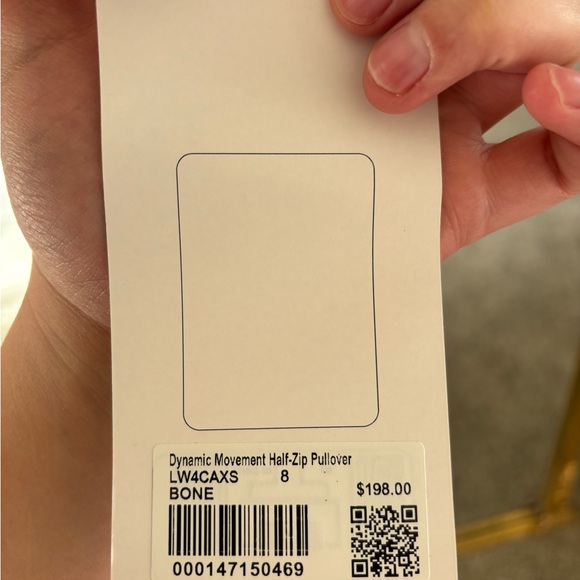 Dynamic Movement Half-Zip Pullover
LW4CAXS 8
BONE $198.00
000147150469